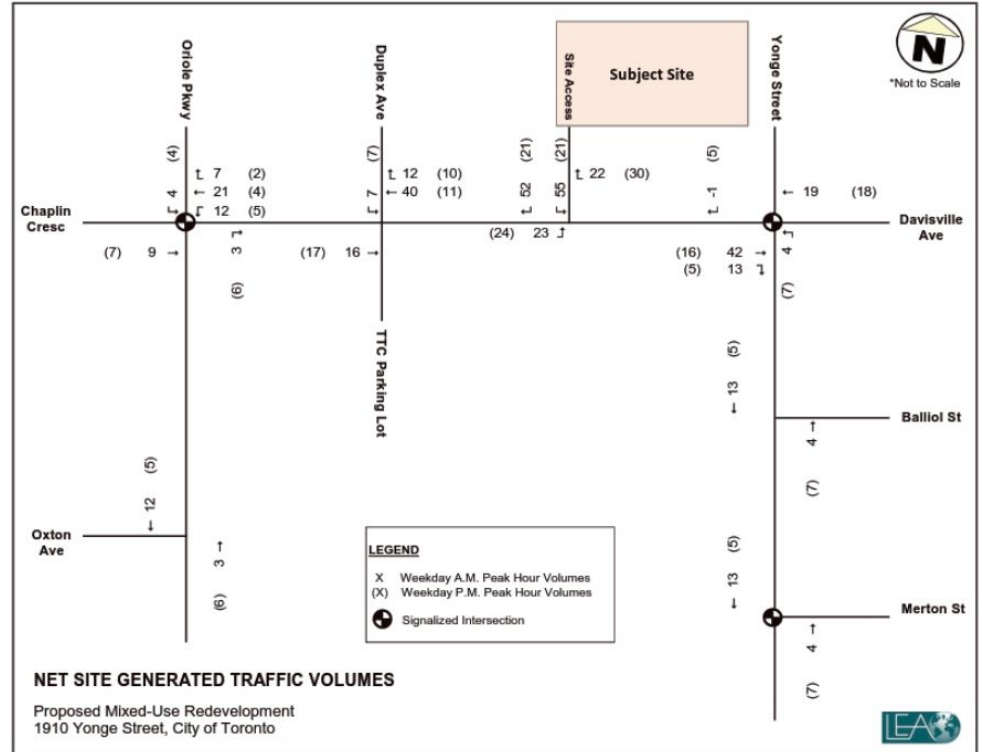 N
*Not to Scale
Oriole Pkwy
Duplex Ave
Site Access
Subject Site
Yonge Street
(4)
(7)
(21)
(21)
(5)
7 (2)
12 (10)
22 (30)
4
21 (4)
7
40 (11)
52
55
-1
19 (18)
12 (5)
Chaplin
Cresc
Davisville
Ave
(24) 23
(7) 9
3
(17) 16
(16) 42
4
(5) 13
(6)
(7)
TTC Parking Lot
(5)
13
Balliol St
4
(7)
(5)
12
Oxton
Ave
3
(6)
(5)
13
Merton St
4
(7)
LEGEND
X Weekday A.M. Peak Hour Volumes
(X) Weekday P.M. Peak Hour Volumes
Signalized Intersection
NET SITE GENERATED TRAFFIC VOLUMES
Proposed Mixed-Use Redevelopment
1910 Yonge Street, City of Toronto
LEA